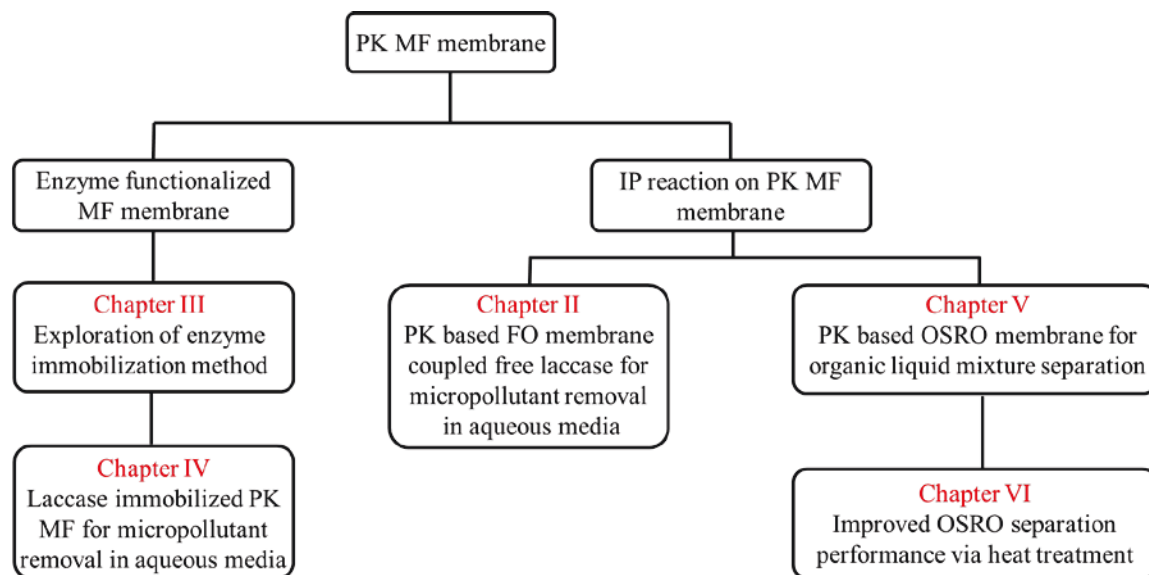 PK MF membrane
Enzyme functionalized
MF membrane
IP reaction on PK MF
membrane
Chapter III
Exploration of enzyme
immobilization method
Chapter II
PK based FO membrane
coupled free laccase for
micropollutant removal
in aqueous media
Chapter V
PK based OSRO membrane for
organic liquid mixture separation
Chapter IV
Laccase immobilized PK
MF for micropollutant
removal in aqueous media
Chapter VI
Improved OSRO separation
performance via heat treatment